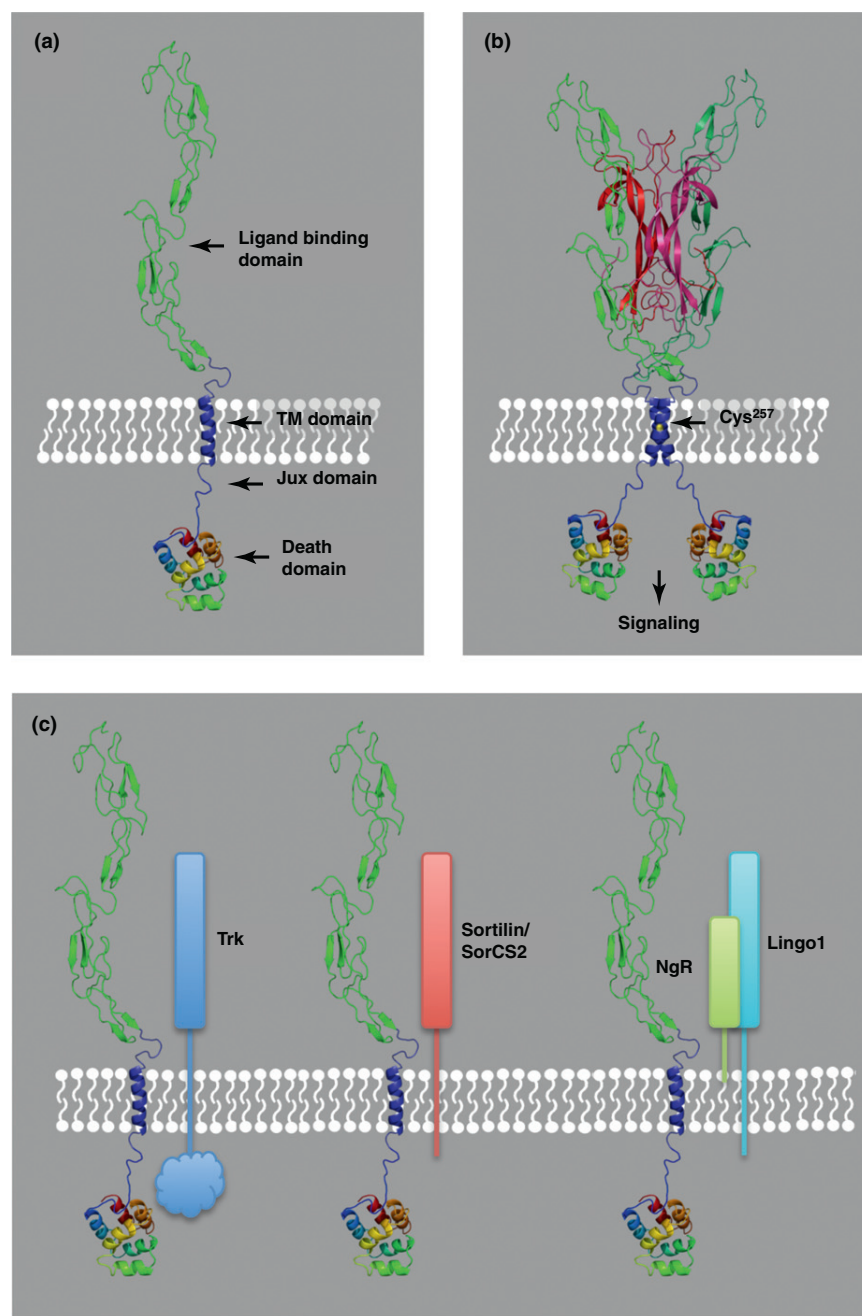 (a)
Ligand binding
domain
TM domain
Jux domain
Death
domain
(b)
Cys257
Signaling
(c)
Trk
Sortilin/
SorCS2
NgR
Lingo1